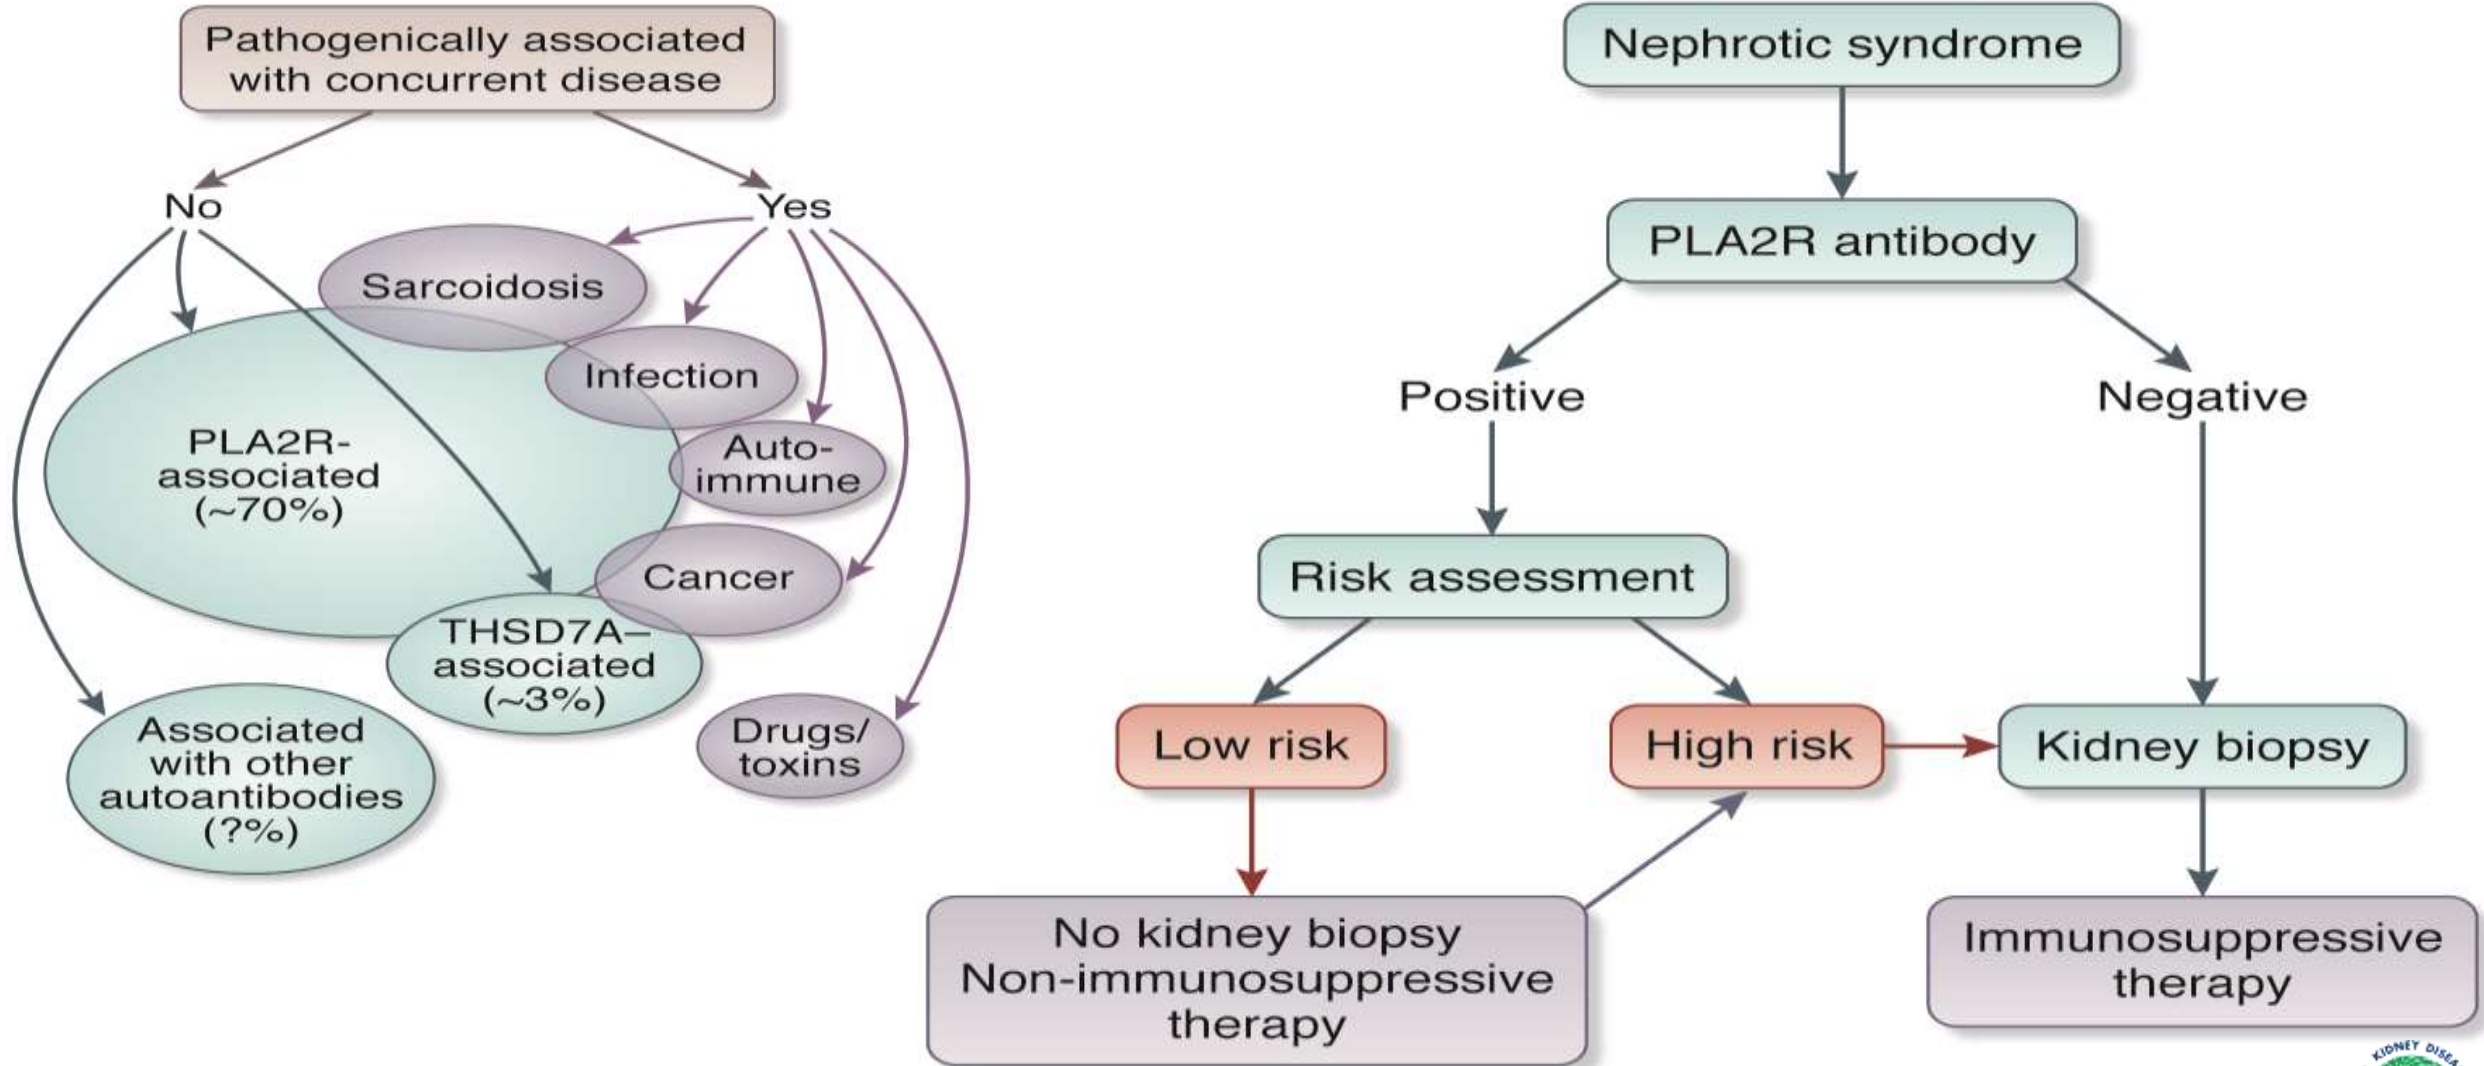 Pathogenically associated
with concurrent disease
No
Yes
Sarcoidosis
Infection
Auto-
immune
PLA2R-
associated
(~70%)
Cancer
THSD7A–
associated
(~3%)
Drugs/
toxins
Associated
with other
autoantibodies
(?%)
Nephrotic syndrome
PLA2R antibody
Positive
Negative
Risk assessment
Low risk
High risk
Kidney biopsy
No kidney biopsy
Non-immunosuppressive
therapy
Immunosuppressive
therapy
KIDNEY